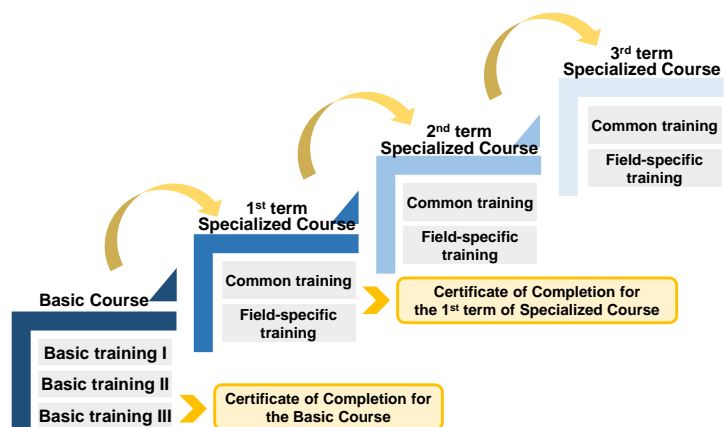 3rd term
Specialized Course
Common training
Field-specific
training
2nd term
Specialized Course
Common training
Field-specific
training
1st term
Specialized Course
Common training
Field-specific
training
Certificate of Completion for
the 1st term of Specialized Course
Basic Course
Basic training I
Basic training II
Basic training III
Certificate of Completion for
the Basic Course